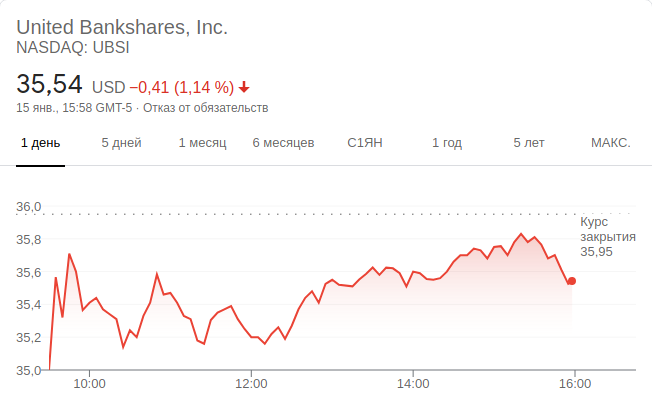 United Bankshares, Inc.
NASDAQ: UBSI
35,54 USD −0,41 (1,14 %)
15 янв., 15:58 GMT-5 · Отказ от обязательств
1 день 5 дней 1 месяц 6 месяцев С1ЯН 1 год 5 лет МАКС.
36,0
Курс
закрытия
35,95
35,8
35,6
35,4
35,2
35,0
10:00 12:00 14:00 16:00